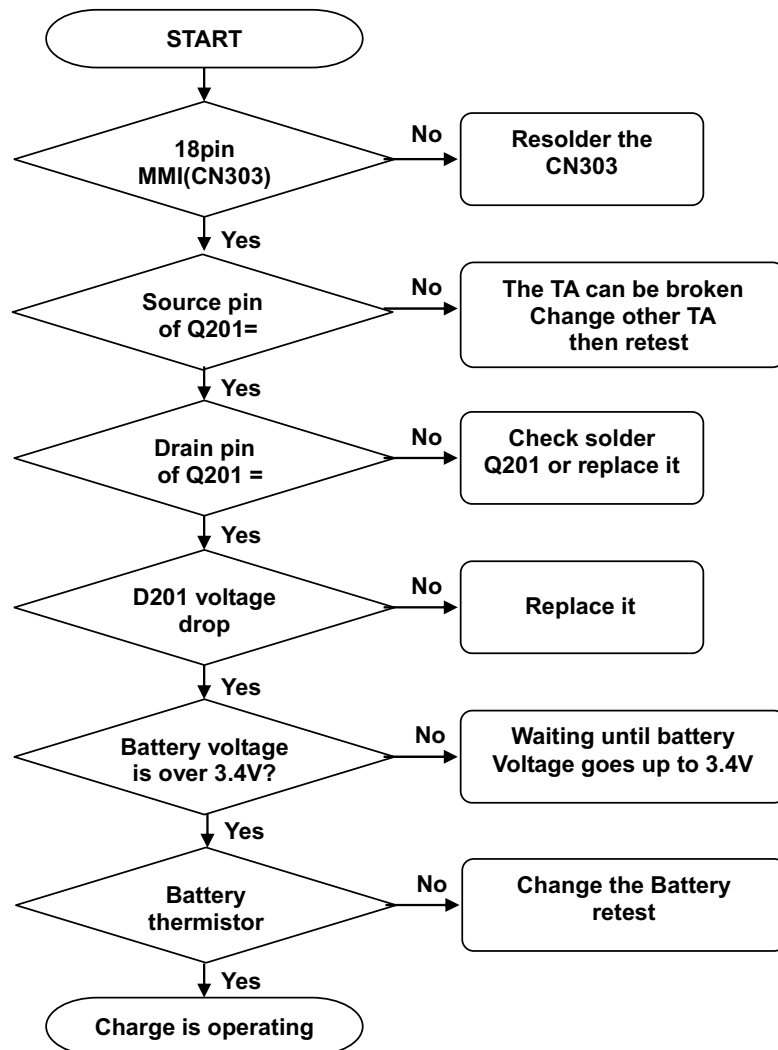 START
18pin
MMI(CN303)
No
Resolder the
CN303
Yes
Source pin
of Q201=
No
The TA can be broken
Change other TA
then retest
Yes
Drain pin
of Q201 =
No
Check solder
Q201 or replace it
Yes
D201 voltage
drop
No
Replace it
Yes
Battery voltage
is over 3.4V?
No
Waiting until battery
Voltage goes up to 3.4V
Yes
Battery
thermistor
No
Change the Battery
retest
Yes
Charge is operating